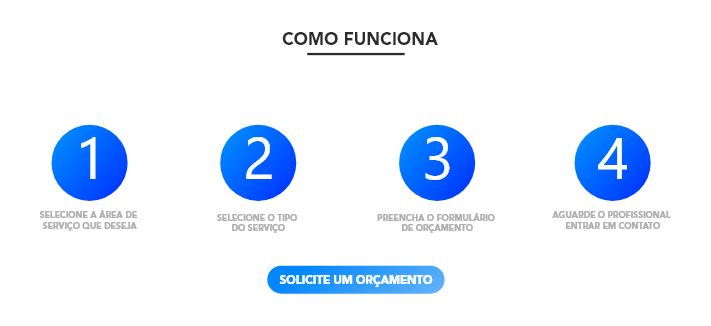 COMO FUNCIONA
1
2
3
4
SELECIONE A ÁREA DE
SERVIÇO QUE DESEJA
SELECIONE O TIPO
DO SERVIÇO
PREENCHA O FORMULÁRIO
DE ORÇAMENTO
AGUARDE O PROFISSIONAL
ENTRAR EM CONTATO
SOLICITE UM ORÇAMENTO